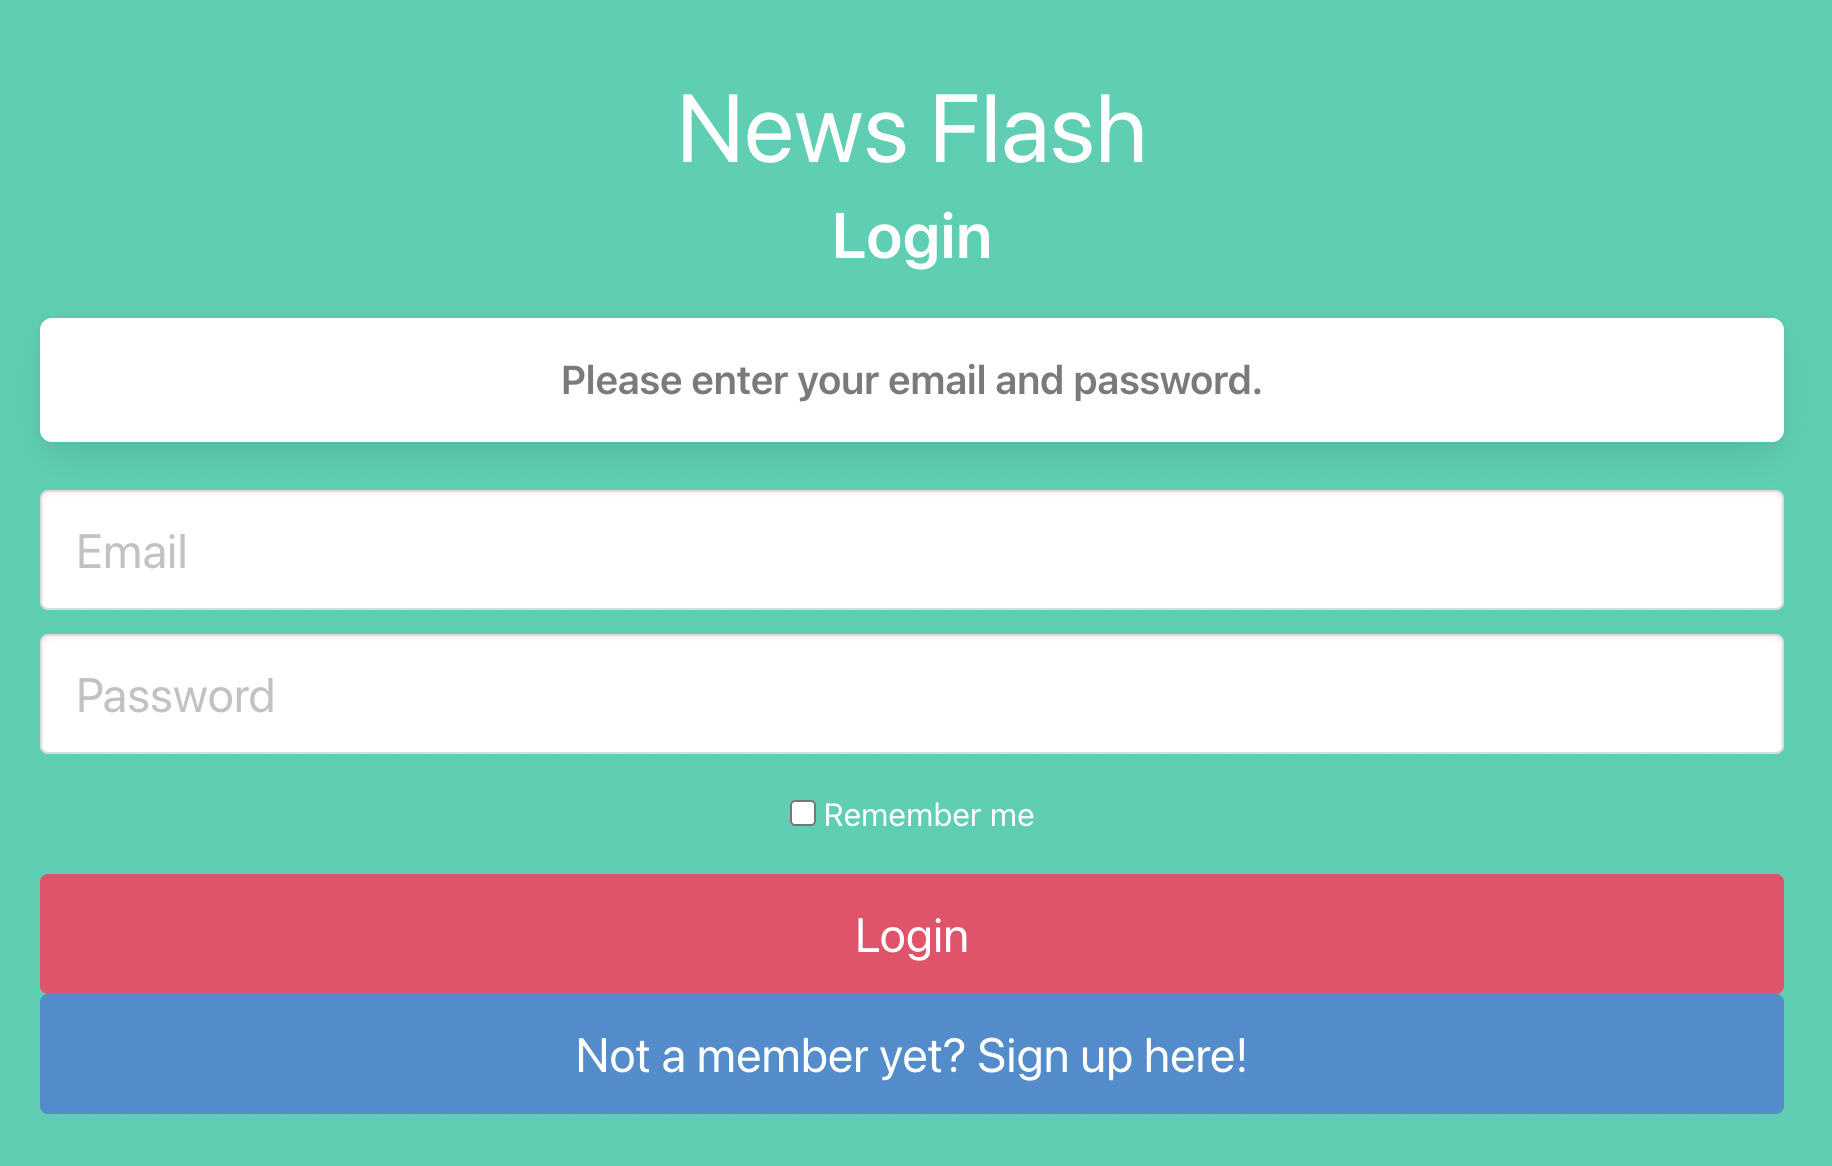 News Flash
Login
Please enter your email and password.
Email
Password
Remember me
Login
Not a member yet? Sign up here!